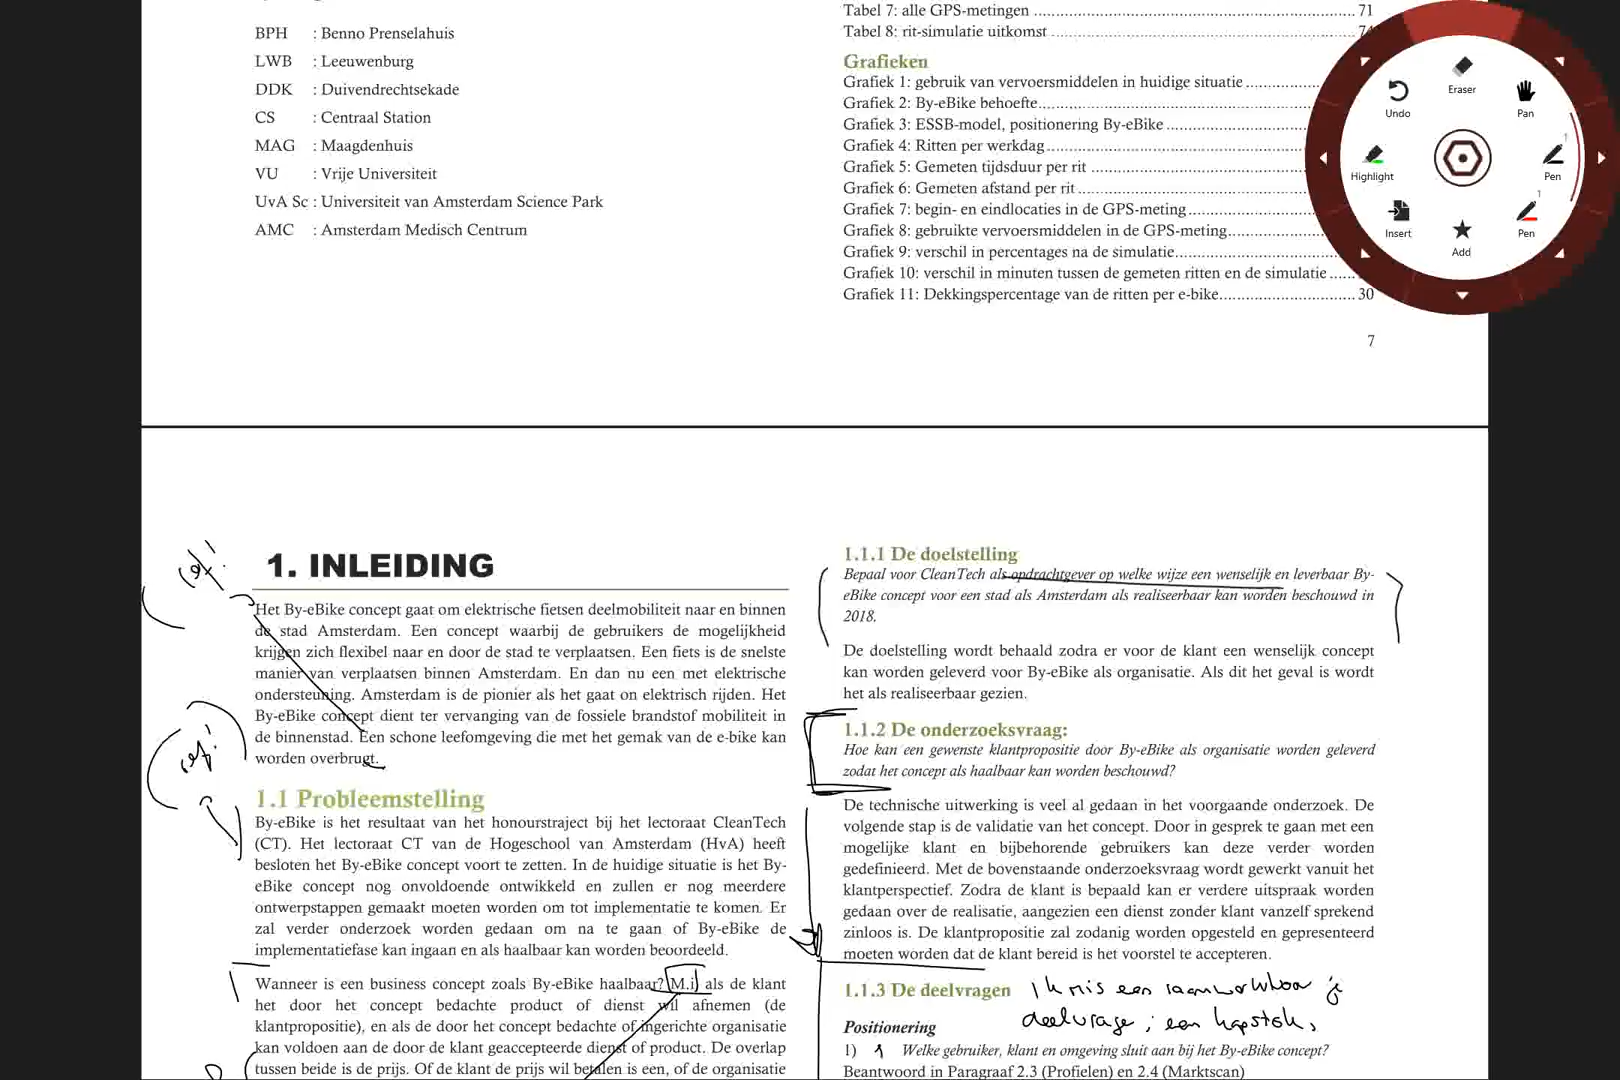 BPH : Benno Prenselahuis
LWB : Leeuwenburg
DDK : Duivendrechtsekade
CS : Centraal Station
MAG : Maagdenhuis
VU : Vrije Universiteit
UvA Sc : Universiteit van Amsterdam Science Park
AMC : Amsterdam Medisch Centrum
Tabel 7: alle GPS-metingen 71
Tabel 8: rit-simulatie uitkomst
Grafieken
Grafiek 1: gebruik van vervoersmiddelen in huidige situatie
Grafiek 2: By-eBike behoefte
Grafiek 3: ESSB-model, positionering By-eBike
Grafiek 4: Ritten per werkdag
Grafiek 5: Gemeten tijdsduur per rit
Grafiek 6: Gemeten afstand per rit
Grafiek 7: begin- en eindlocaties in de GPS-meting
Grafiek 8: gebruikte vervoersmiddelen in de GPS-meting
Grafiek 9: verschil in percentages na de simulatie
Grafiek 10: verschil in minuten tussen de gemeten ritten en de simulatie
Grafiek 11: Dekkingspercentage van de ritten per e-bike 30
7
Eraser
Undo
Pan
Highlight
1
Pen
Insert
1
Pen
Add
ref!
1. INLEIDING
Het By-eBike concept gaat om elektrische fietsen deelmobiliteit naar en binnen
de stad Amsterdam. Een concept waarbij de gebruikers de mogelijkheid
krijgen zich flexibel naar en door de stad te verplaatsen. Een fiets is de snelste
manier van verplaatsen binnen Amsterdam. En dan nu een met elektrische
ondersteuning. Amsterdam is de pionier als het gaat on elektrisch rijden. Het
By-eBike concept dient ter vervanging van de fossiele brandstof mobiliteit in
de binnenstad. Een schone leefomgeving die met het gemak van de e-bike kan
worden overbrugt.
ref!
1.1 Probleemstelling
By-eBike is het resultaat van het honourstraject bij het lectoraat CleanTech
(CT). Het lectoraat CT van de Hogeschool van Amsterdam (HvA) heeft
besloten het By-eBike concept voort te zetten. In de huidige situatie is het By-
eBike concept nog onvoldoende ontwikkeld en zullen er nog meerdere
ontwerpstappen gemaakt moeten worden om tot implementatie te komen. Er
zal verder onderzoek worden gedaan om na te gaan of By-eBike de
implementatiefase kan ingaan en als haalbaar kan worden beoordeeld.
Wanneer is een business concept zoals By-eBike haalbaar? M.i) als de klant
het door het concept bedachte product of dienst wil afnemen (de
klantpropositie), en als de door het concept bedachte of ingerichte organisatie
kan voldoen aan de door de klant geaccepteerde dienst of product. De overlap
tussen beide is de prijs. Of de klant de prijs wil betalen is een, of de organisatie
1.1.1 De doelstelling
Bepaal voor CleanTech als opdrachtgever op welke wijze een wenselijk en leverbaar By-
eBike concept voor een stad als Amsterdam als realiseerbaar kan worden beschouwd in
2018.
De doelstelling wordt behaald zodra er voor de klant een wenselijk concept
kan worden geleverd voor By-eBike als organisatie. Als dit het geval is wordt
het als realiseerbaar gezien.
1.1.2 De onderzoeksvraag:
Hoe kan een gewenste klantpropositie door By-eBike als organisatie worden geleverd
zodat het concept als haalbaar kan worden beschouwd?
De technische uitwerking is veel al gedaan in het voorgaande onderzoek. De
volgende stap is de validatie van het concept. Door in gesprek te gaan met een
mogelijke klant en bijbehorende gebruikers kan deze verder worden
gedefinieerd. Met de bovenstaande onderzoeksvraag wordt gewerkt vanuit het
klantperspectief. Zodra de klant is bepaald kan er verdere uitspraak worden
gedaan over de realisatie, aangezien een dienst zonder klant vanzelf sprekend
zinloos is. De klantpropositie zal zodanig worden opgesteld en gepresenteerd
moeten worden dat de klant bereid is het voorstel te accepteren.
1.1.3 De deelvragen
Ik mis een raamwerk voor je
deelvrage; een kapstok,
Positionering
1) Welke gebruiker, klant en omgeving sluit aan bij het By-eBike concept?
Beantwoord in Paragraaf 2.3 (Profielen) en 2.4 (Marktscan)